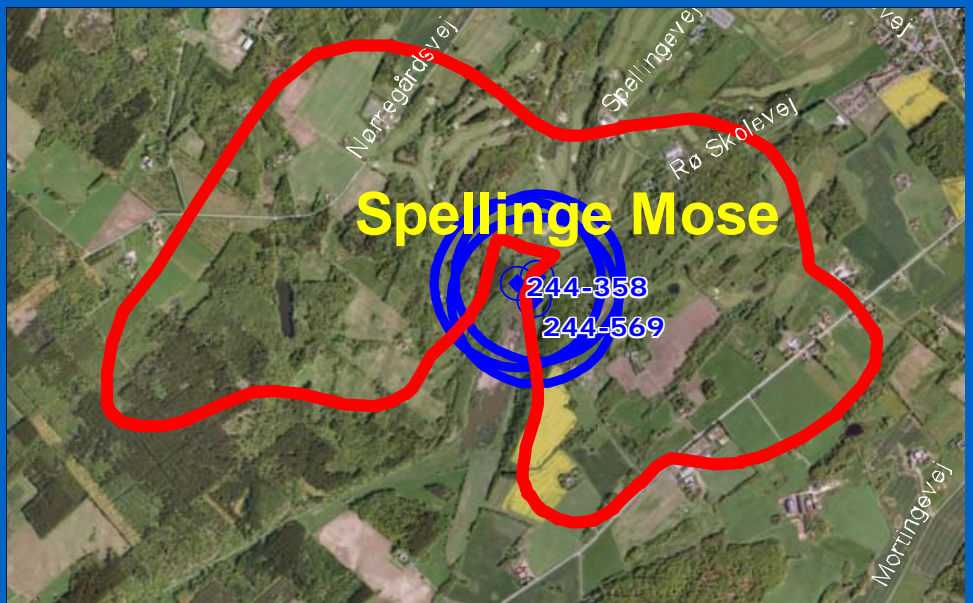 Nørregårdsvej
Spellingevej
Rø Skolevej
Spellinge Mose
244-358
244-569
Mortingevej